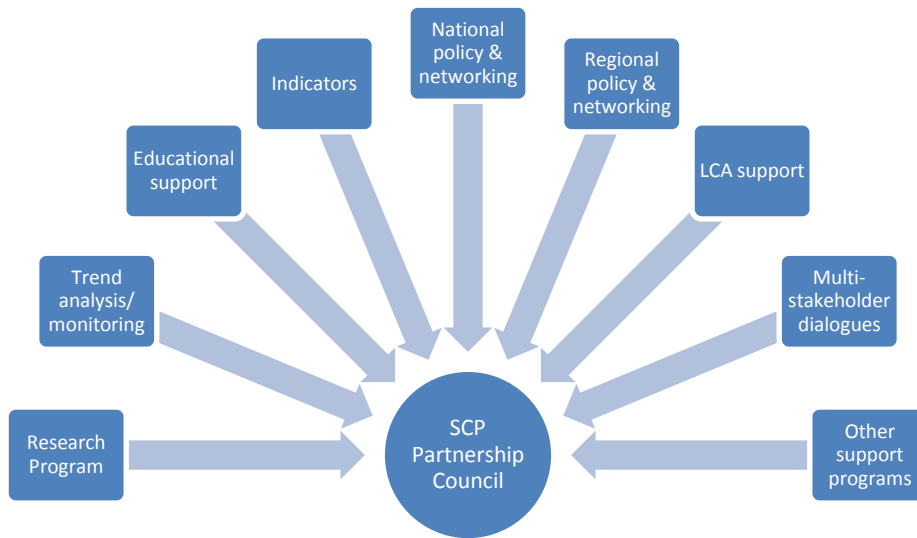 National
policy &
networking
Regional
policy &
networking
Indicators
Educational
support
LCA support
Trend
analysis/
monitoring
Multi-
stakeholder
dialogues
Research
Program
SCP
Partnership
Council
Other
support
programs